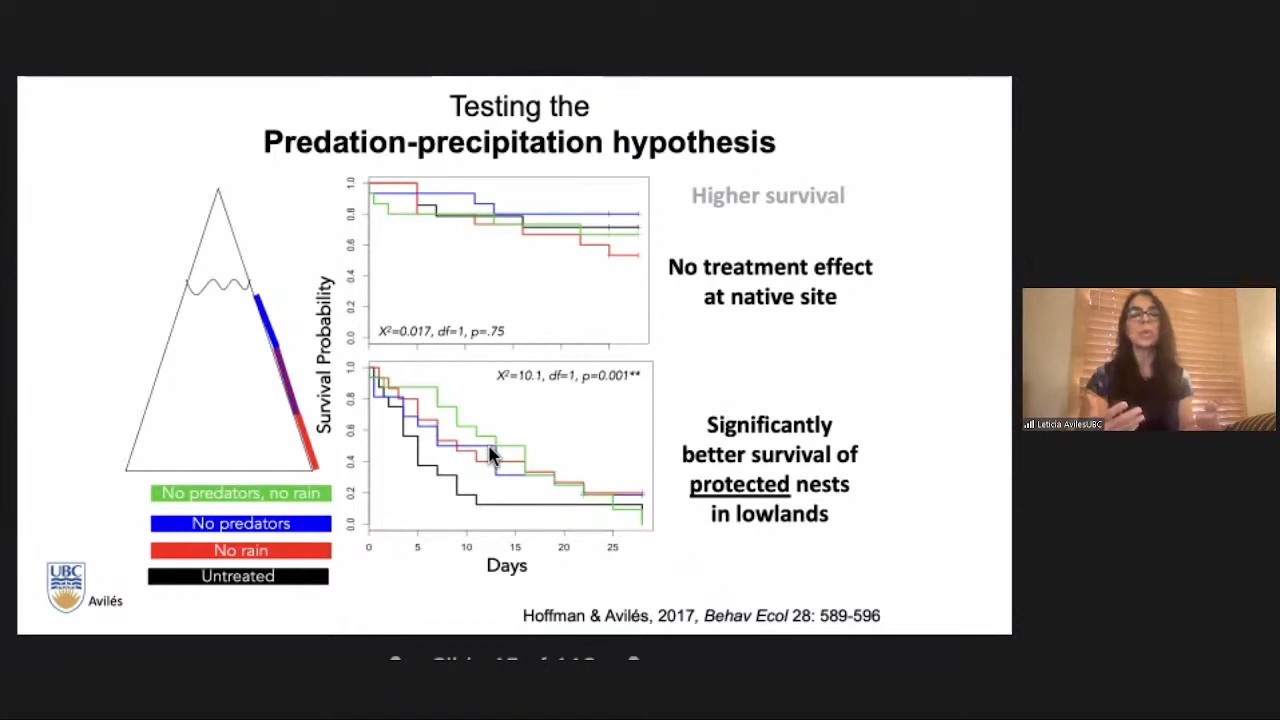 Testing the
Predation-precipitation hypothesis
Survival Probability
1.0
0.8
0.6
0.4
0.2
0.0
X²=0.017, df=1, p=.75
Higher survival
No treatment effect
at native site
1.0
0.8
0.6
0.4
0.2
0.0
X²=10.1, df=1, p=0.001**
0 5 10 15 20 25
Days
Significantly
better survival of
protected nests
in lowlands
No predators, no rain
No predators
No rain
Untreated
UBC
Avilés
Hoffman & Avilés, 2017, Behav Ecol 28: 589-596
Leticia AvilesUBC